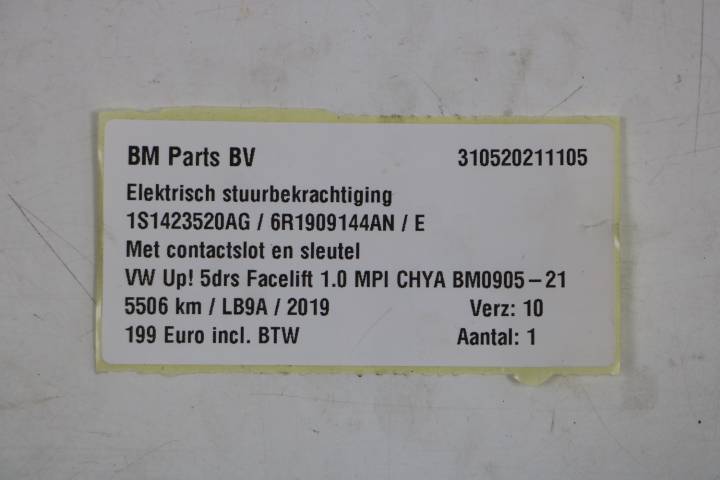 BM Parts BV 310520211105
Elektrisch stuurbekrachtiging
1S1423520AG / 6R1909144AN / E
Met contactslot en sleutel
VW Up! 5drs Facelift 1.0 MPI CHYA BM0905-21
5506 km / LB9A / 2019 Verz: 10
199 Euro incl. BTW Aantal: 1